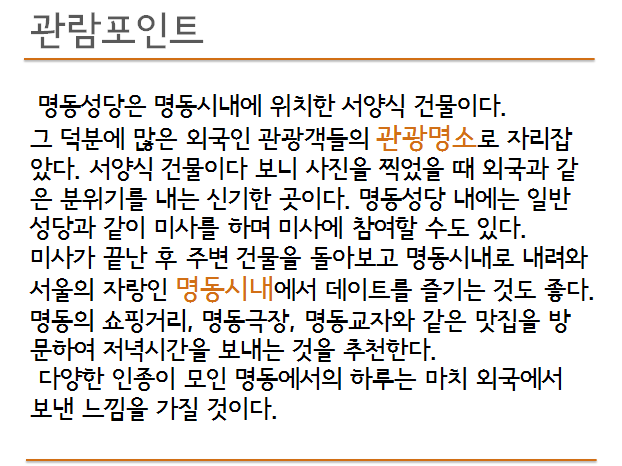 관람포인트
명동성당은 명동시내에 위치한 서양식 건물이다.
그 덕분에 많은 외국인 관광객들의 관광명소로 자리잡
았다. 서양식 건물이다 보니 사진을 찍었을 때 외국과 같
은 분위기를 내는 신기한 곳이다. 명동성당 내에는 일반
성당과 같이 미사를 하며 미사에 참여할 수도 있다.
미사가 끝난 후 주변 건물을 돌아보고 명동시내로 내려와
서울의 자랑인 명동시내에서 데이트를 즐기는 것도 좋다.
명동의 쇼핑거리, 명동극장, 명동교자와 같은 맛집을 방
문하여 저녁시간을 보내는 것을 추천한다.
다양한 인종이 모인 명동에서의 하루는 마치 외국에서
보낸 느낌을 가질 것이다.